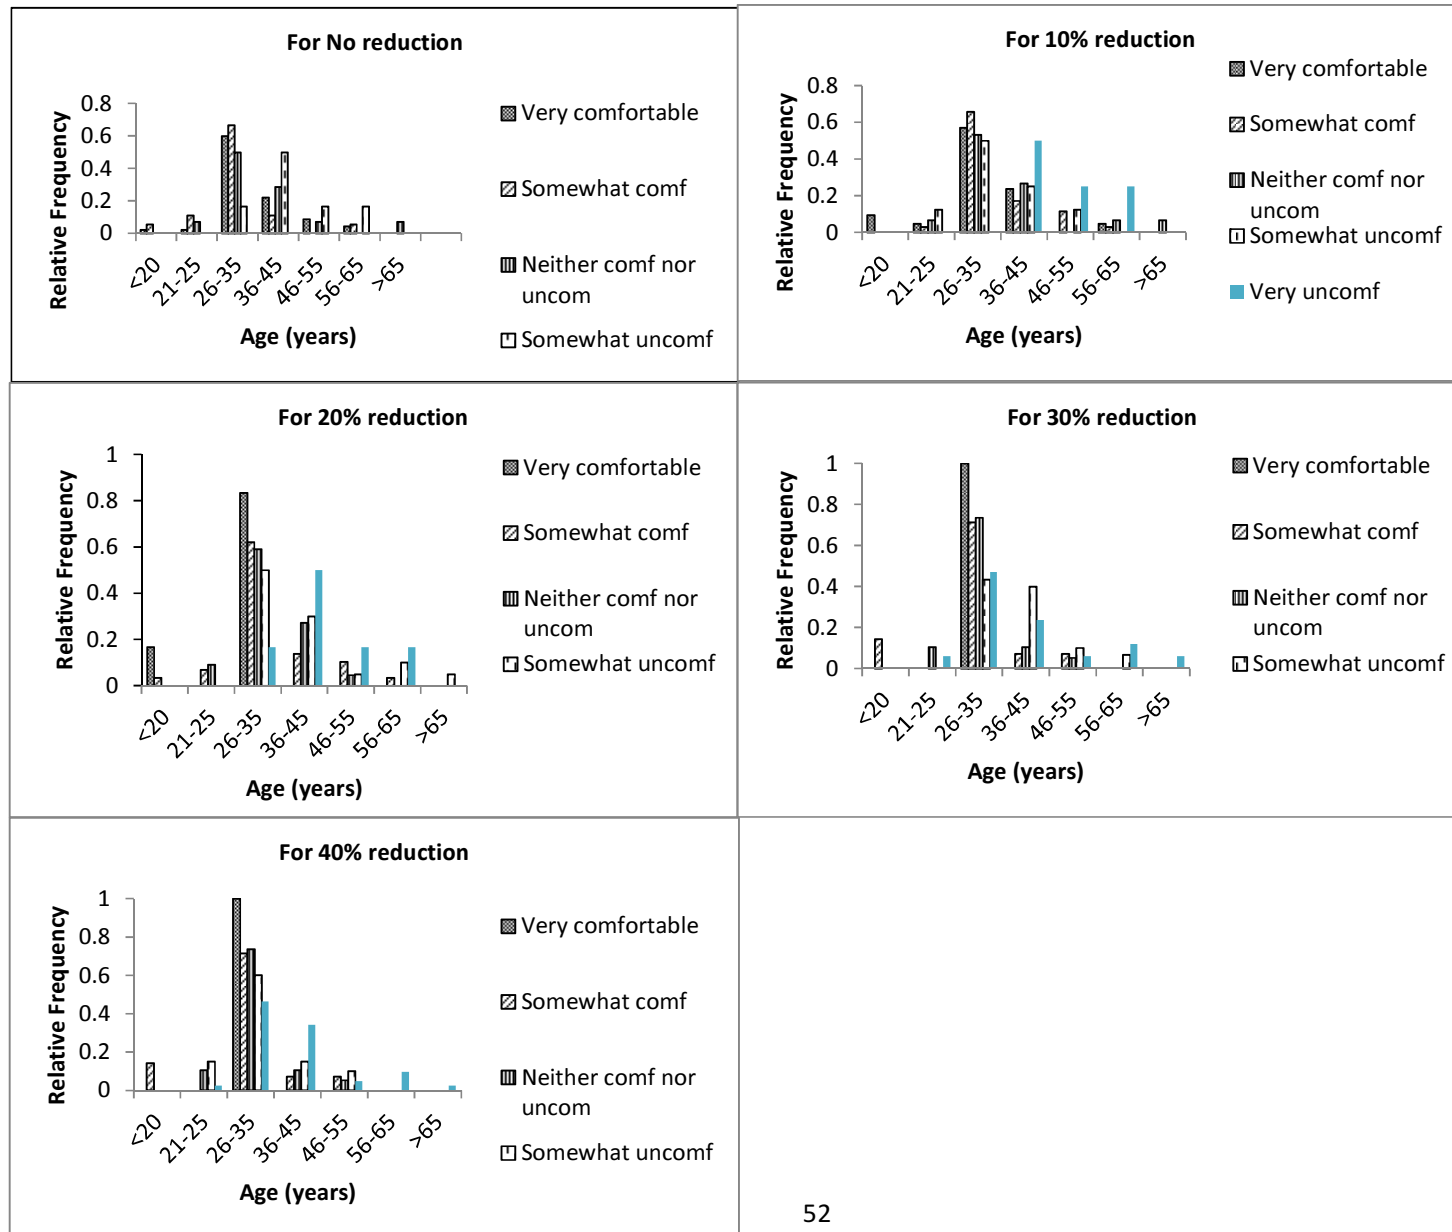 For No reduction
Relative Frequency
0.8
0.6
0.4
0.2
0
<20
21-25
26-35
36-45
46-55
56-65
>65
Age (years)
Very comfortable
Somewhat comf
Neither comf nor
uncom
Somewhat uncomf
For 10% reduction
Relative Frequency
0.8
0.6
0.4
0.2
0
<20
21-25
26-35
36-45
46-55
56-65
>65
Age (years)
Very comfortable
Somewhat comf
Neither comf nor
uncom
Somewhat uncomf
Very uncomf
For 20% reduction
Relative Frequency
1
0.8
0.6
0.4
0.2
0
<20
21-25
26-35
36-45
46-55
56-65
>65
Age (years)
Very comfortable
Somewhat comf
Neither comf nor
uncom
Somewhat uncomf
For 30% reduction
Relative Frequency
1
0.8
0.6
0.4
0.2
0
<20
21-25
26-35
36-45
46-55
56-65
>65
Age (years)
Very comfortable
Somewhat comf
Neither comf nor
uncom
Somewhat uncomf
For 40% reduction
Relative Frequency
1
0.8
0.6
0.4
0.2
0
<20
21-25
26-35
36-45
46-55
56-65
>65
Age (years)
Very comfortable
Somewhat comf
Neither comf nor
uncom
Somewhat uncomf
52